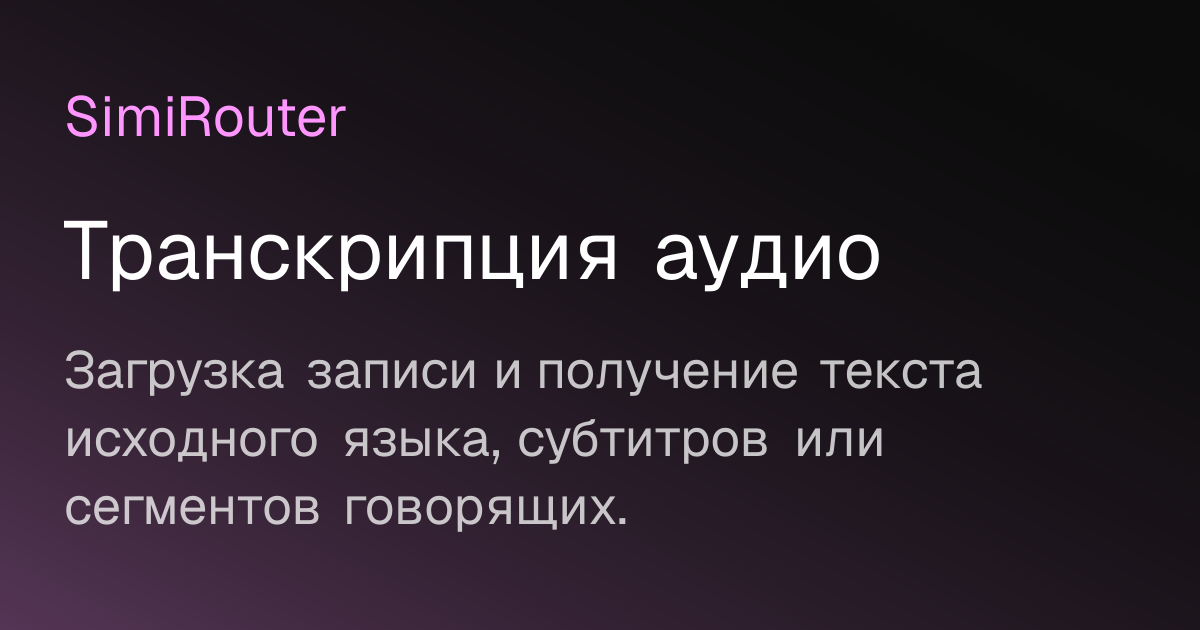 SimiRouter
Транскрипция аудио
Загрузка записи и получение текста
исходного языка, субтитров или
сегментов говорящих.